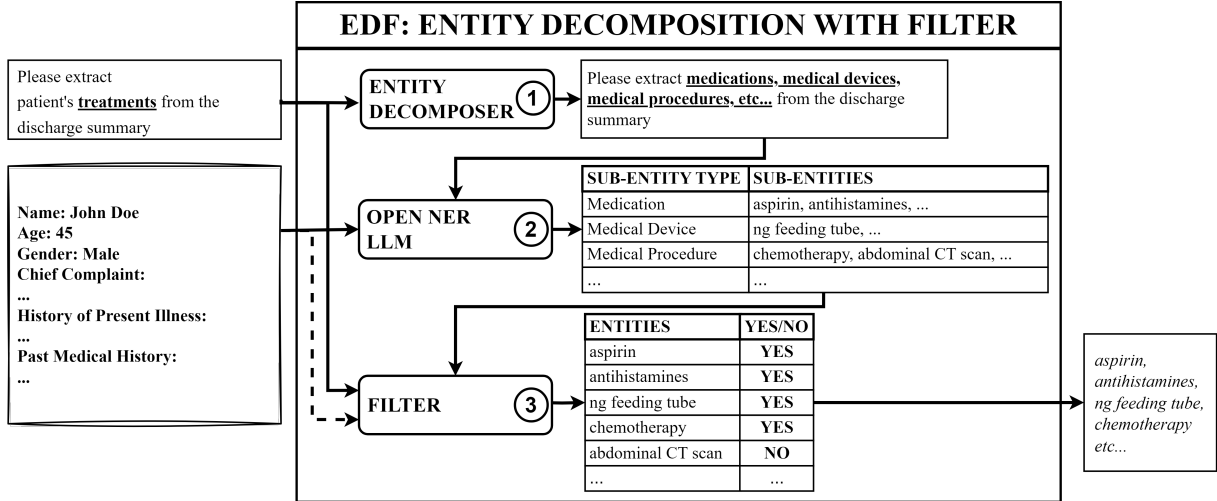 EDF: ENTITY DECOMPOSITION WITH FILTER
Please extract
patient's treatments from the
discharge summary
ENTITY
DECOMPOSER
1
Please extract medications, medical devices,
medical procedures, etc... from the discharge
summary
Name: John Doe
Age: 45
Gender: Male
Chief Complaint:
...
History of Present Illness:
...
Past Medical History:
...
OPEN NER
LLM
2
SUB-ENTITY TYPE SUB-ENTITIES
Medication aspirin, antihistamines, ...
Medical Device ng feeding tube, ...
Medical Procedure chemotherapy, abdominal CT scan, ...
... ...
FILTER
3
ENTITIES YES/NO
aspirin YES
antihistamines YES
ng feeding tube YES
chemotherapy YES
abdominal CT scan NO
... ...
aspirin,
antihistamines,
ng feeding tube,
chemotherapy
etc...